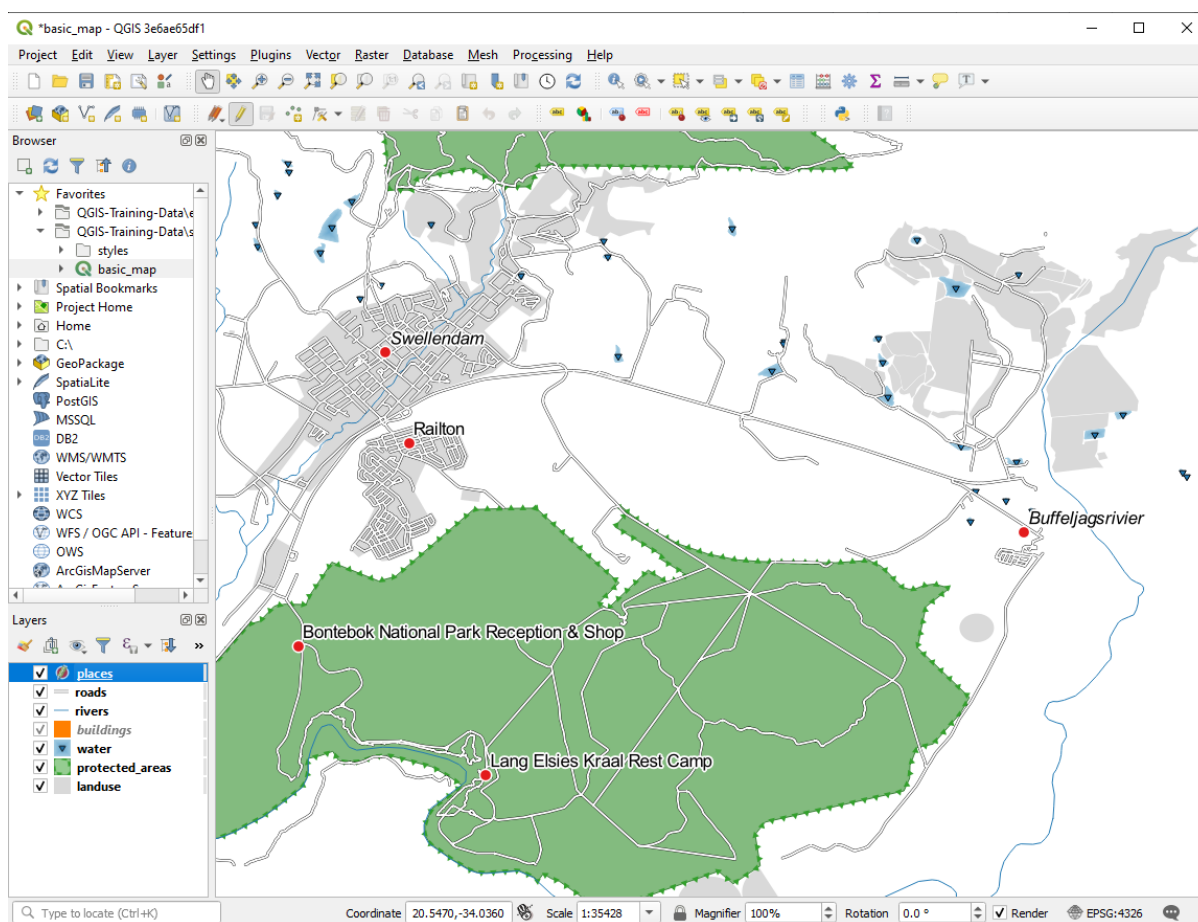 *basic_map - QGIS 3e6ae65df1
Project Edit View Layer Settings Plugins Vector Raster Database Mesh Processing Help
Browser
Favorites
QGIS-Training-Data\e
QGIS-Training-Data\s
styles
basic_map
Spatial Bookmarks
Project Home
Home
C:\
GeoPackage
SpatiaLite
PostGIS
MSSQL
DB2
WMS/WMTS
Vector Tiles
XYZ Tiles
WCS
WFS / OGC API - Feature
OWS
ArcGisMapServer
Layers
places
roads
rivers
buildings
water
protected_areas
landuse
Swellendam
Railton
Buffeljagsrivier
Bontebok National Park Reception & Shop
Lang Elsies Kraal Rest Camp
Type to locate (Ctrl+K)
Coordinate 20.5470,-34.0360 Scale 1:35428 Magnifier 100% Rotation 0.0 ° Render EPSG:4326